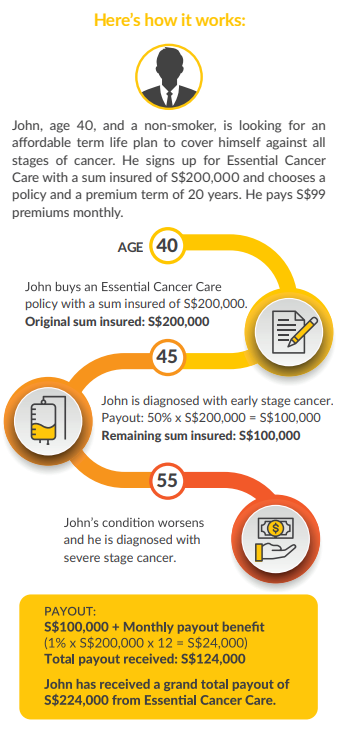 Here's how it works:
John, age 40, and a non-smoker, is looking for an
affordable term life plan to cover himself against all
stages of cancer. He signs up for Essential Cancer
Care with a sum insured of S$200,000 and chooses a
policy and a premium term of 20 years. He pays S$99
premiums monthly.
AGE 40
John buys an Essential Cancer Care
policy with a sum insured of S$200,000.
Original sum insured: S$200,000
45
John is diagnosed with early stage cancer.
Payout: 50% x S$200,000 = S$100,000
Remaining sum insured: S$100,000
55
John's condition worsens
and he is diagnosed with
severe stage cancer.
$
PAYOUT:
S$100,000 + Monthly payout benefit
(1% x S$200,000 x 12 = S$24,000)
Total payout received: S$124,000
John has received a grand total payout of
S$224,000 from Essential Cancer Care.